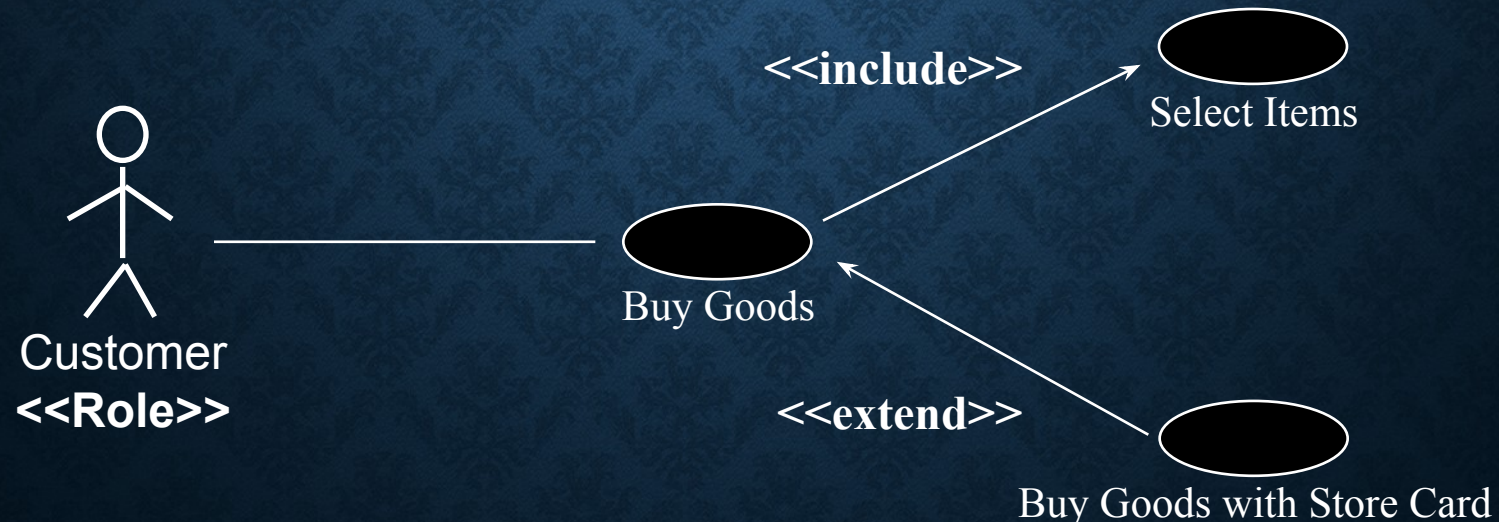 <<include>>
Select Items
Buy Goods
Customer
<<Role>>
<<extend>>
Buy Goods with Store Card